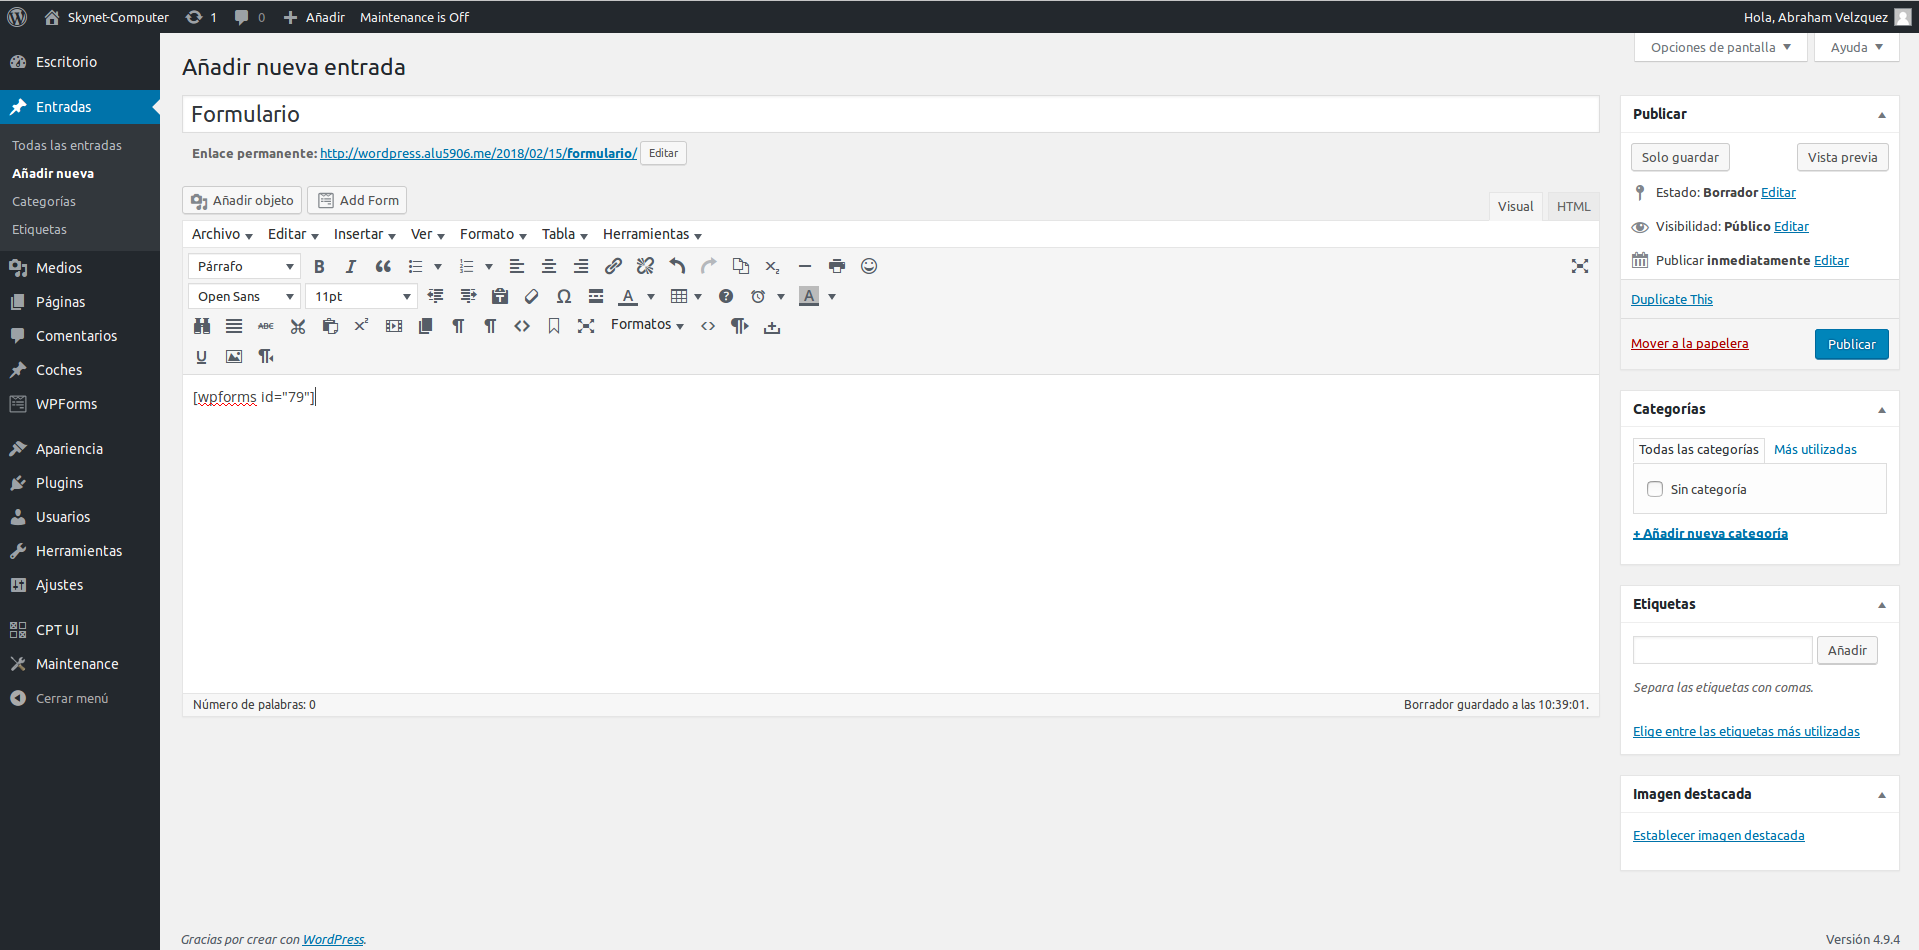 Skynet-Computer 1 0 Añadir Maintenance is Off Hola, Abraham Velzquez
Escritorio
Entradas
Todas las entradas
Añadir nueva
Categorías
Etiquetas
Medios
Páginas
Comentarios
Coches
WPForms
Apariencia
Plugins
Usuarios
Herramientas
Ajustes
CPT UI
Maintenance
Cerrar menú
Opciones de pantalla Ayuda
Añadir nueva entrada
Formulario
Enlace permanente: http://wordpress.alu5906.me/2018/02/15/formulario/ Editar
Añadir objeto Add Form Visual HTML
Archivo Editar Insertar Ver Formato Tabla Herramientas
Párrafo
Open Sans 11pt
Formatos
[wpforms id="79"]
Número de palabras: 0 Borrador guardado a las 10:39:01.
Publicar
Solo guardar Vista previa
Estado: Borrador Editar
Visibilidad: Público Editar
Publicar inmediatamente Editar
Duplicate This
Mover a la papelera Publicar
Categorías
Todas las categorías Más utilizadas
Sin categoría
+ Añadir nueva categoría
Etiquetas
Añadir
Separa las etiquetas con comas.
Elige entre las etiquetas más utilizadas
Imagen destacada
Establecer imagen destacada
Gracias por crear con WordPress. Versión 4.9.4